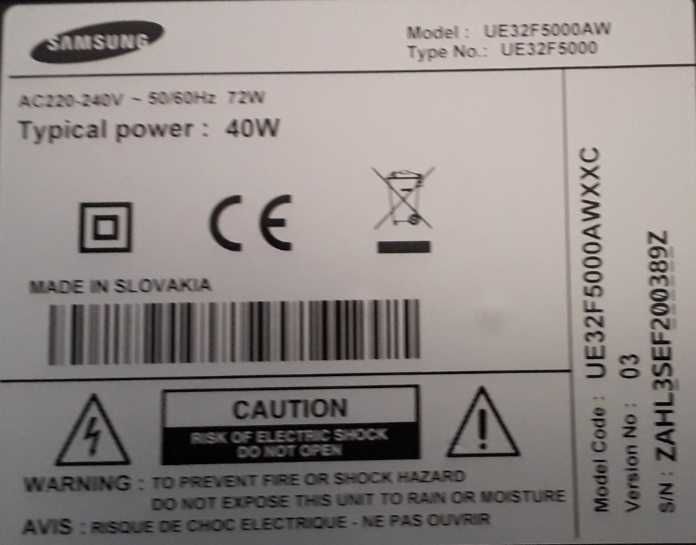 SAMSUNG
Model : UE32F5000AW
Type No.: UE32F5000
AC220-240V ~ 50/60Hz 72W
Typical power : 40W
CE
MADE IN SLOVAKIA
CAUTION
RISK OF ELECTRIC SHOCK
DO NOT OPEN
WARNING : TO PREVENT FIRE OR SHOCK HAZARD
DO NOT EXPOSE THIS UNIT TO RAIN OR MOISTURE
AVIS : RISQUE DE CHOC ELECTRIQUE - NE PAS OUVRIR
Model Code : UE32F5000AWXXC
Version No : 03
S/N : ZAHL3SEF200389Z